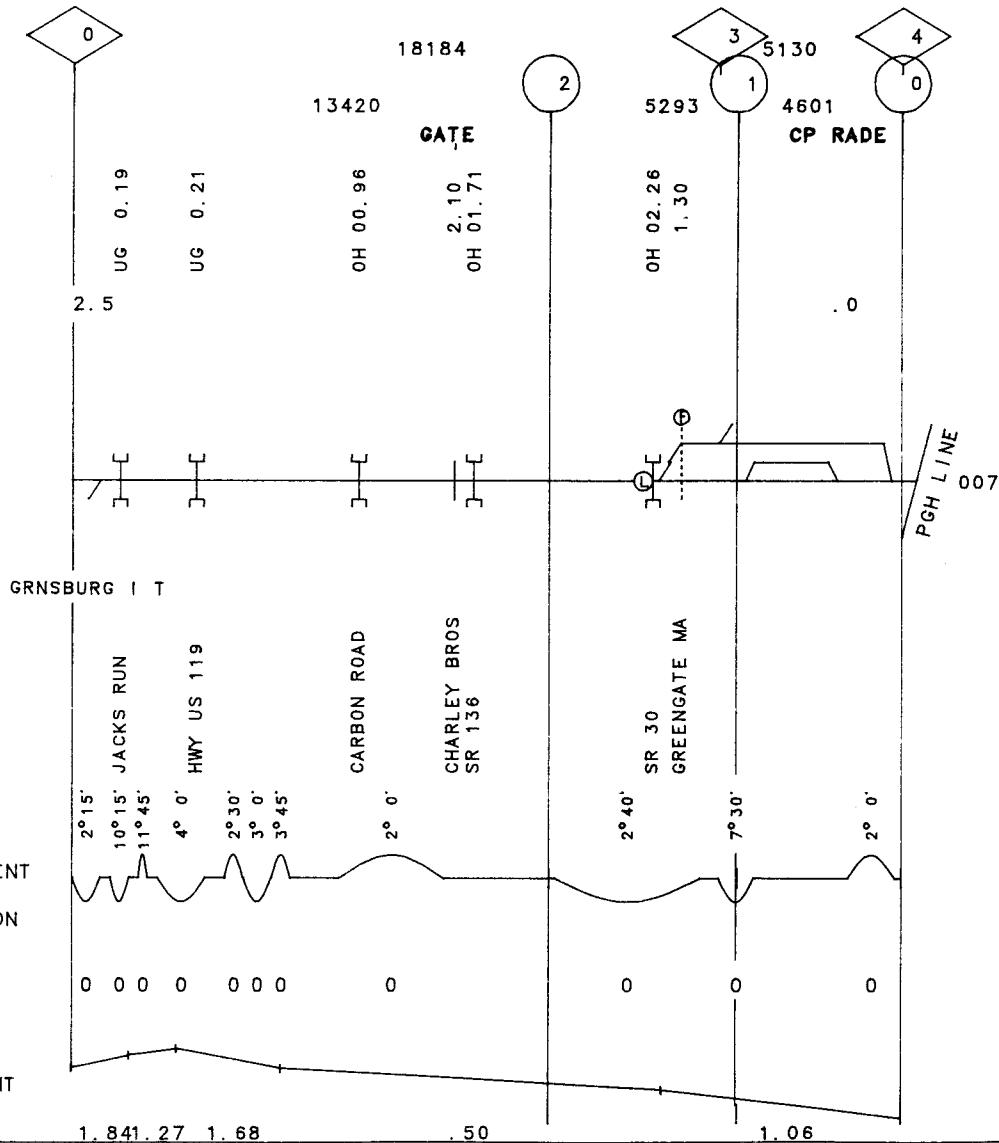 0
3
4
18184
5130
2
1
0
13420
5293
4601
GATE
CP RADE
UG 0.19
UG 0.21
OH 00.96
2.10
OH 01.71
OH 02.26
1.30
2.5
.0
F
L
PGH LINE
007
GRNSBURG I T
JACKS RUN
HWY US 119
CARBON ROAD
CHARLEY BROS
SR 136
SR 30
GREENGATE MA
2°15'
10°15'
11°45'
4° 0'
2°30'
3° 0'
3°45'
2° 0'
2°40'
7°30'
2° 0'
ENT
ON
0 0 0 0 0 0 0 0 0 0 0
T
1.84 1.27 1.68 .50 1.06